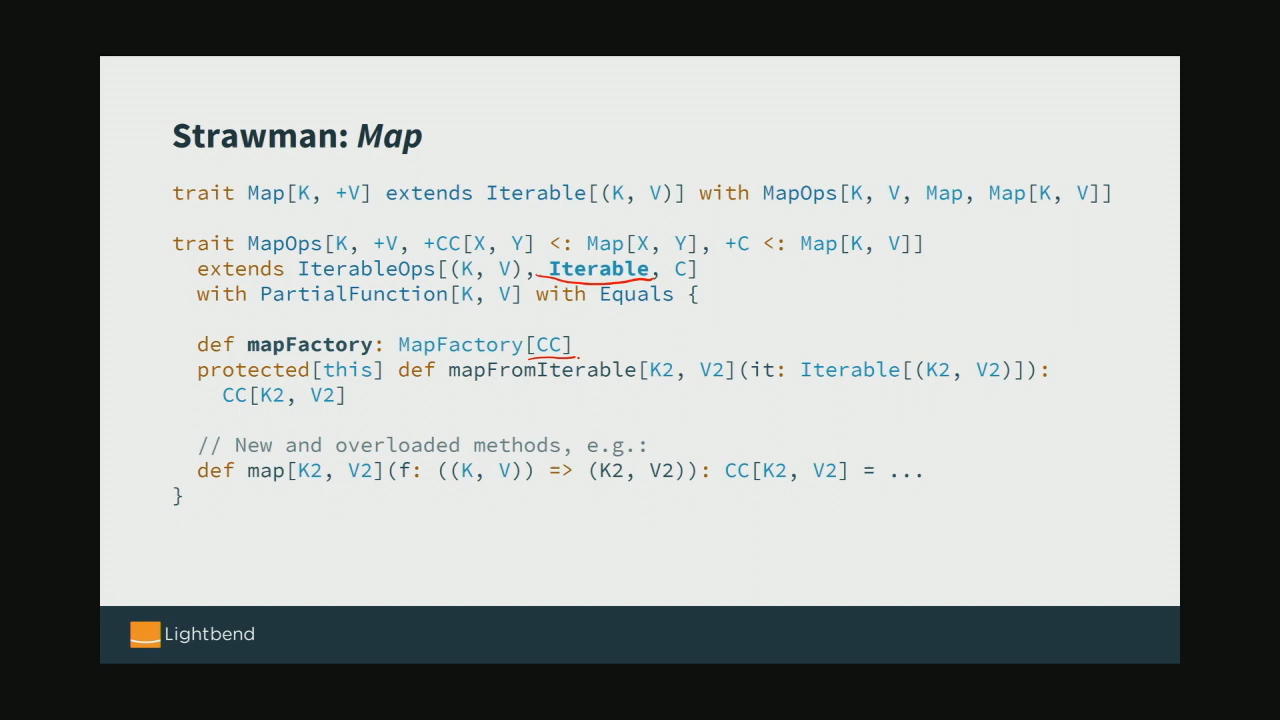 Strawman: Map
trait Map[K, +V] extends Iterable[(K, V)] with MapOps[K, V, Map, Map[K, V]]
trait MapOps[K, +V, +CC[X, Y] <: Map[X, Y], +C <: Map[K, V]]
extends IterableOps[(K, V), Iterable, C]
with PartialFunction[K, V] with Equals {
def mapFactory: MapFactory[CC]
protected[this] def mapFromIterable[K2, V2](it: Iterable[(K2, V2)]):
CC[K2, V2]
// New and overloaded methods, e.g.:
def map[K2, V2](f: ((K, V)) => (K2, V2)): CC[K2, V2] = ...
}
Lightbend